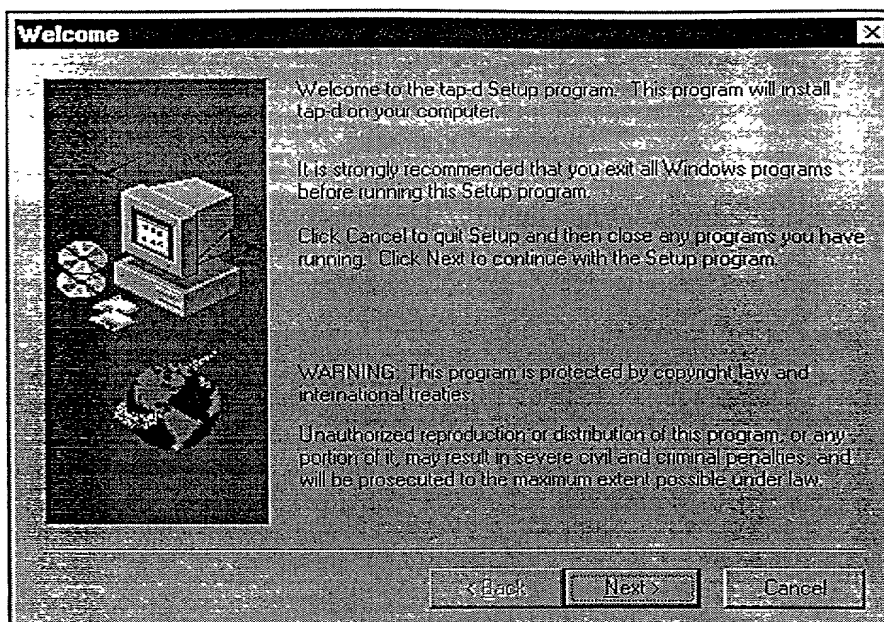 Welcome
Welcome to the tap-d Setup program. This program will install
tap-d on your computer.
It is strongly recommended that you exit all Windows programs
before running this Setup program.
Click Cancel to quit Setup and then close any programs you have
running. Click Next to continue with the Setup program.
WARNING: This program is protected by copyright law and
international treaties.
Unauthorized reproduction or distribution of this program, or any
portion of it, may result in severe civil and criminal penalties, and
will be prosecuted to the maximum extent possible under law.
< Back Next > Cancel